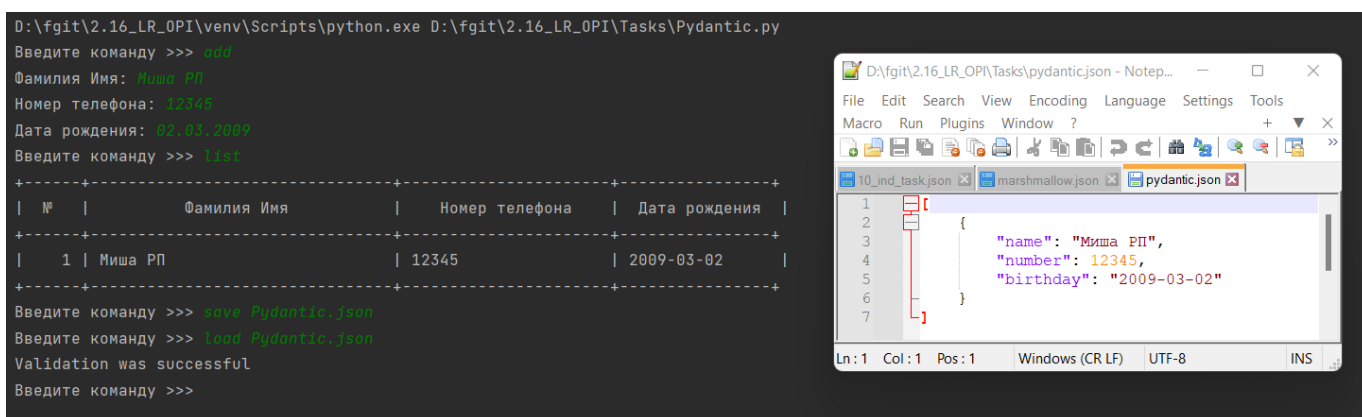 D:\fgit\2.16_LR_OPI\venv\Scripts\python.exe D:\fgit\2.16_LR_OPI\Tasks\Pydantic.py
Введите команду >>> add
Фамилия Имя: Миша РП
Номер телефона: 12345
Дата рождения: 02.03.2009
Введите команду >>> list
+------+----------------------------------+----------------------+-----------------+
| № | Фамилия Имя | Номер телефона | Дата рождения |
+------+----------------------------------+----------------------+-----------------+
| 1 | Миша РП | 12345 | 2009-03-02 |
+------+----------------------------------+----------------------+-----------------+
Введите команду >>> save Pydantic.json
Введите команду >>> load Pydantic.json
Validation was successful
Введите команду >>>
D:\fgit\2.16_LR_OPI\Tasks\pydantic.json - Notep...
File Edit Search View Encoding Language Settings Tools
Macro Run Plugins Window ?
10_ind_task.json marshmallow.json pydantic.json
1 [
2 {
3 "name": "Миша РП",
4 "number": 12345,
5 "birthday": "2009-03-02"
6 }
7 ]
Ln : 1 Col : 1 Pos : 1 Windows (CR LF) UTF-8 INS